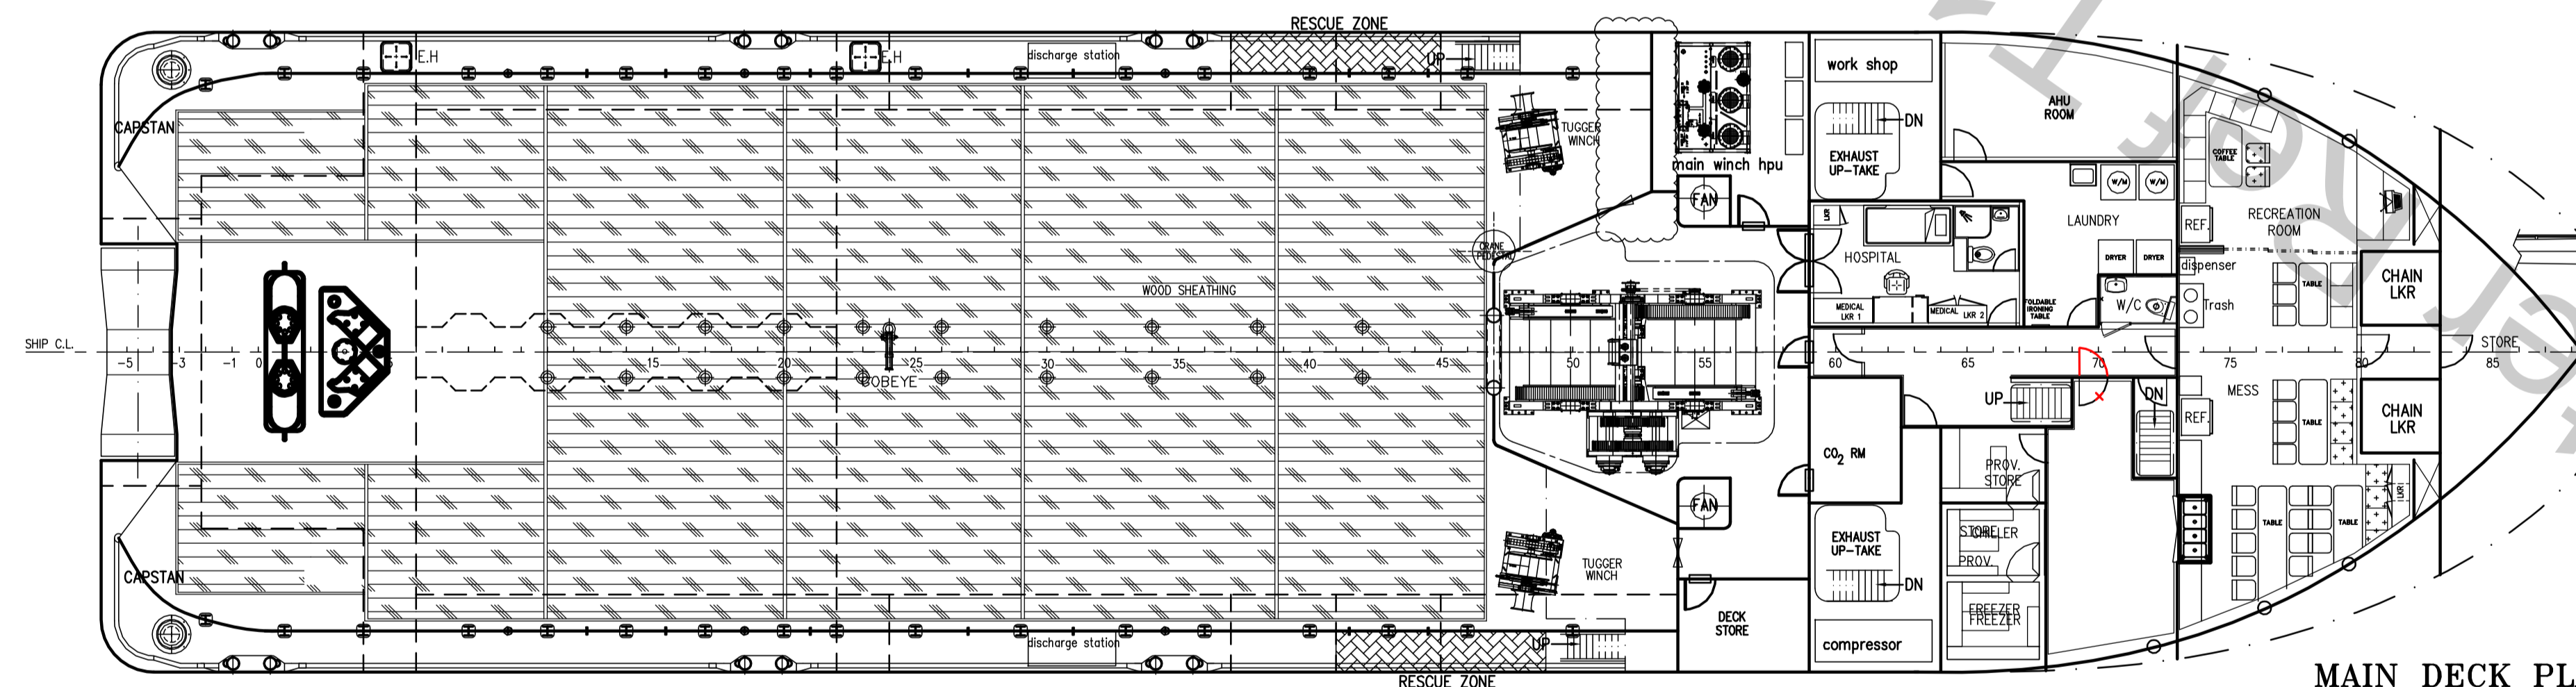 RESCUE ZONE
E.H
E.H
discharge station
UP
work shop
AHU
ROOM
CAPSTAN
TUGGER
WINCH
main winch hpu
DN
EXHAUST
UP-TAKE
COFFEE
TABLE
W/M
W/M
FAN
LKR
LAUNDRY
REF.
RECREATION
ROOM
CRANE
PEDESTAL
HOSPITAL
DRYER
DRYER
dispenser
CHAIN
LKR
WOOD SHEATHING
MEDICAL
LKR 1
MEDICAL
LKR 2
FOLDABLE
IRONING
TABLE
W/C
Trash
TABLE
SHIP C.L.
-5
-3
-1
0
15
20
25
30
35
40
45
50
55
60
65
70
75
80
85
STORE
UP
DN
MESS
REF.
TABLE
CHAIN
LKR
CO2 RM
PROV.
STORE
FAN
EXHAUST
UP-TAKE
STORE
PROV.
TABLE
TABLE
LKR
CAPSTAN
TUGGER
WINCH
DN
DECK
STORE
FREEZER
FREEZER
discharge station
UP
compressor
RESCUE ZONE
MAIN DECK PL